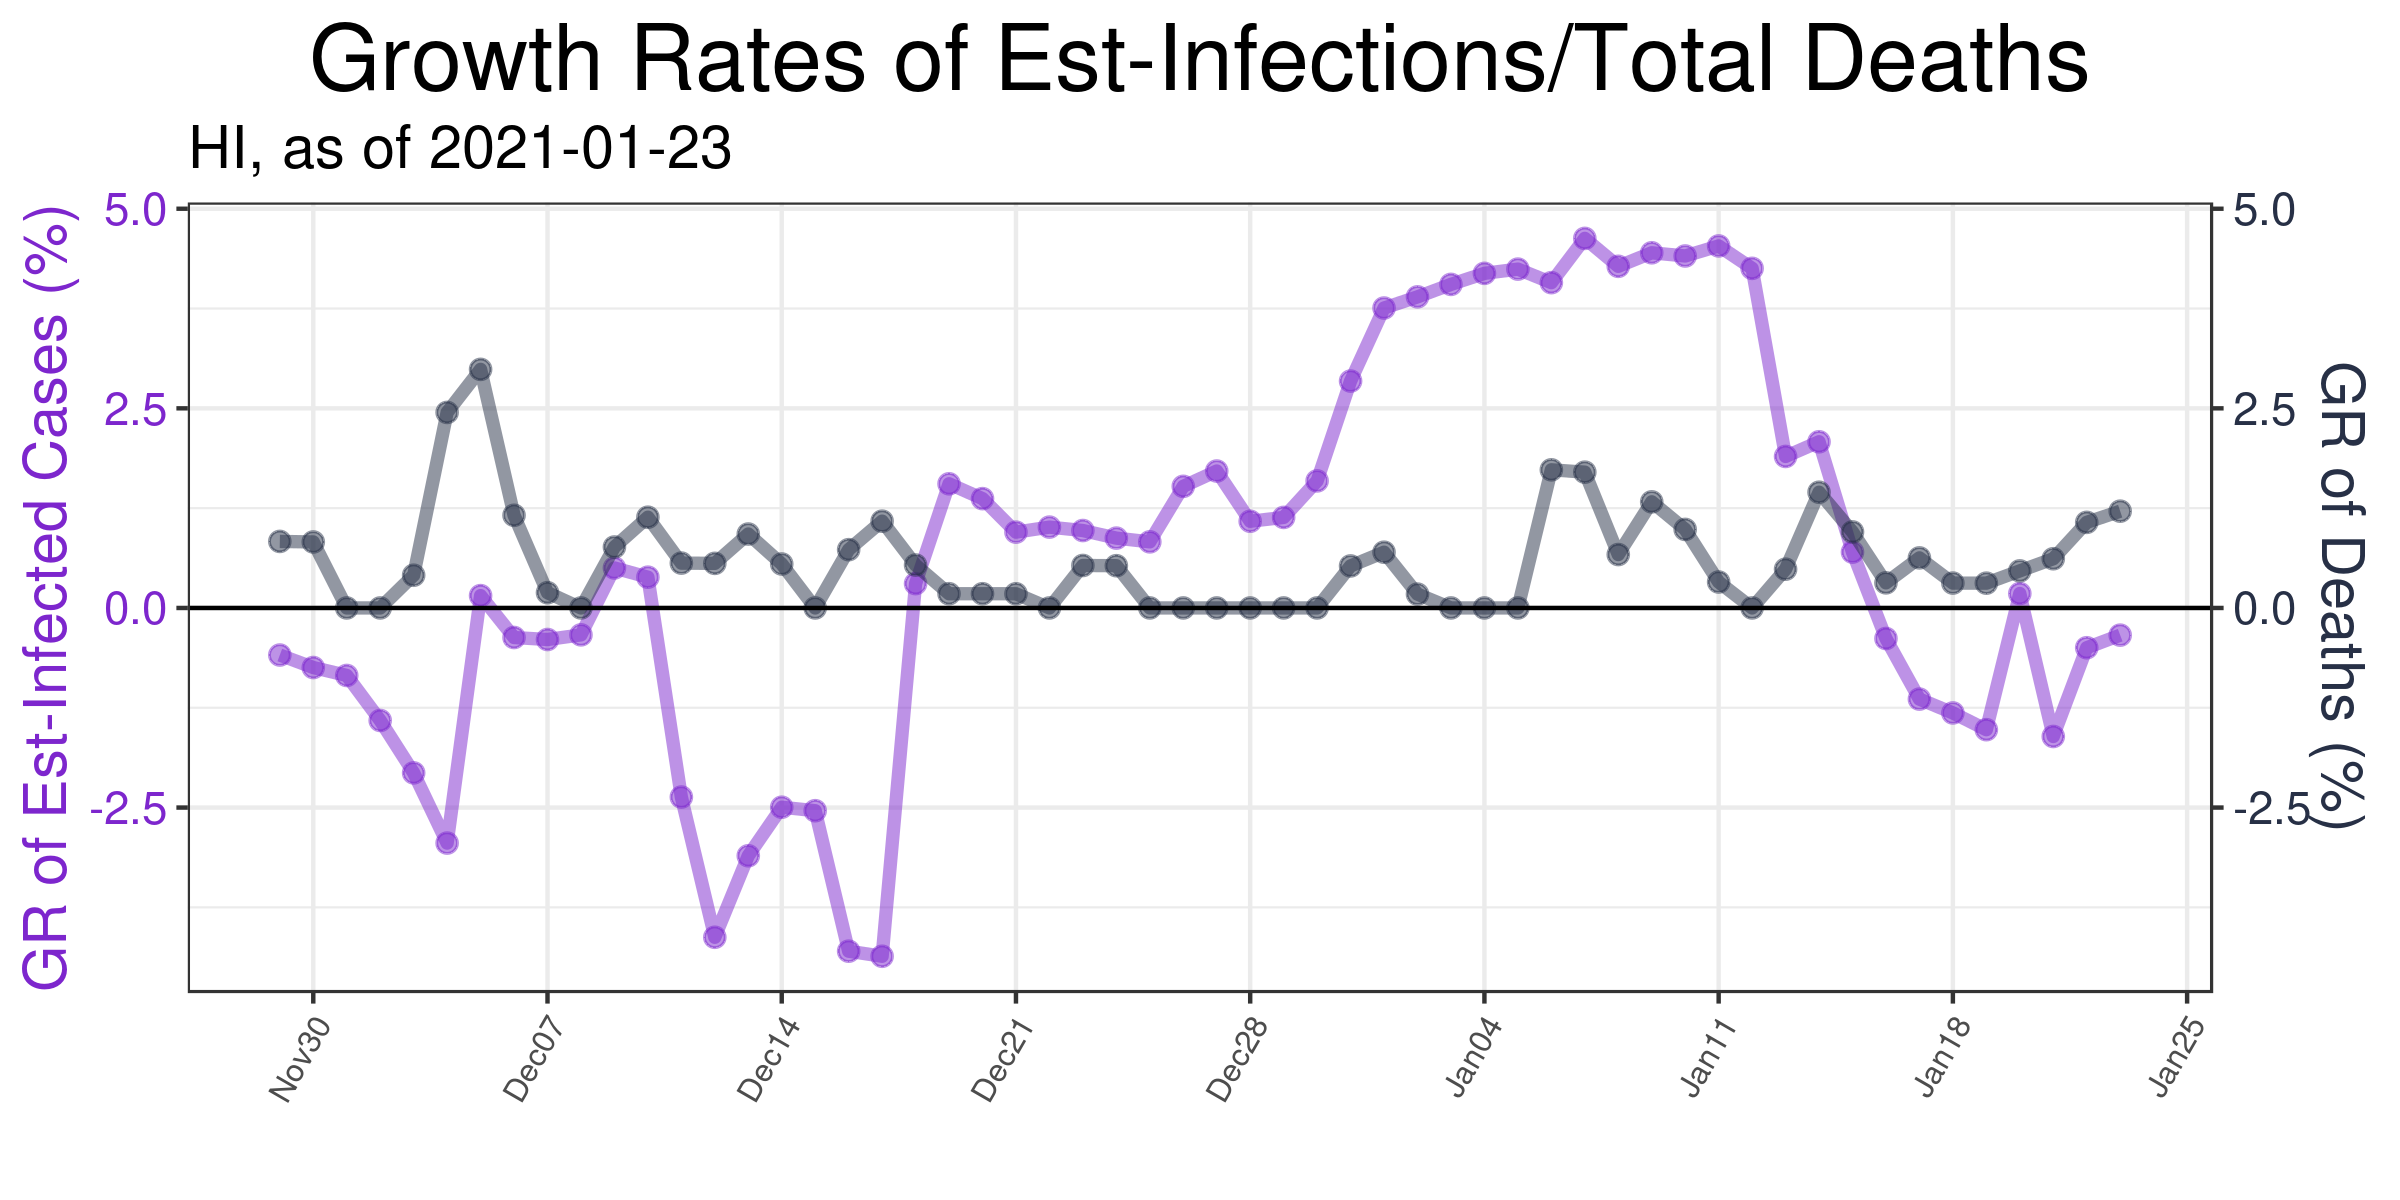 Growth Rates of Est-Infections/Total Deaths
HI, as of 2021-01-23
GR of Est-Infected Cases (%)
5.0
2.5
0.0
-2.5
5.0
2.5
0.0
-2.5
GR of Deaths (%)
Nov30
Dec07
Dec14
Dec21
Dec28
Jan04
Jan11
Jan18
Jan25